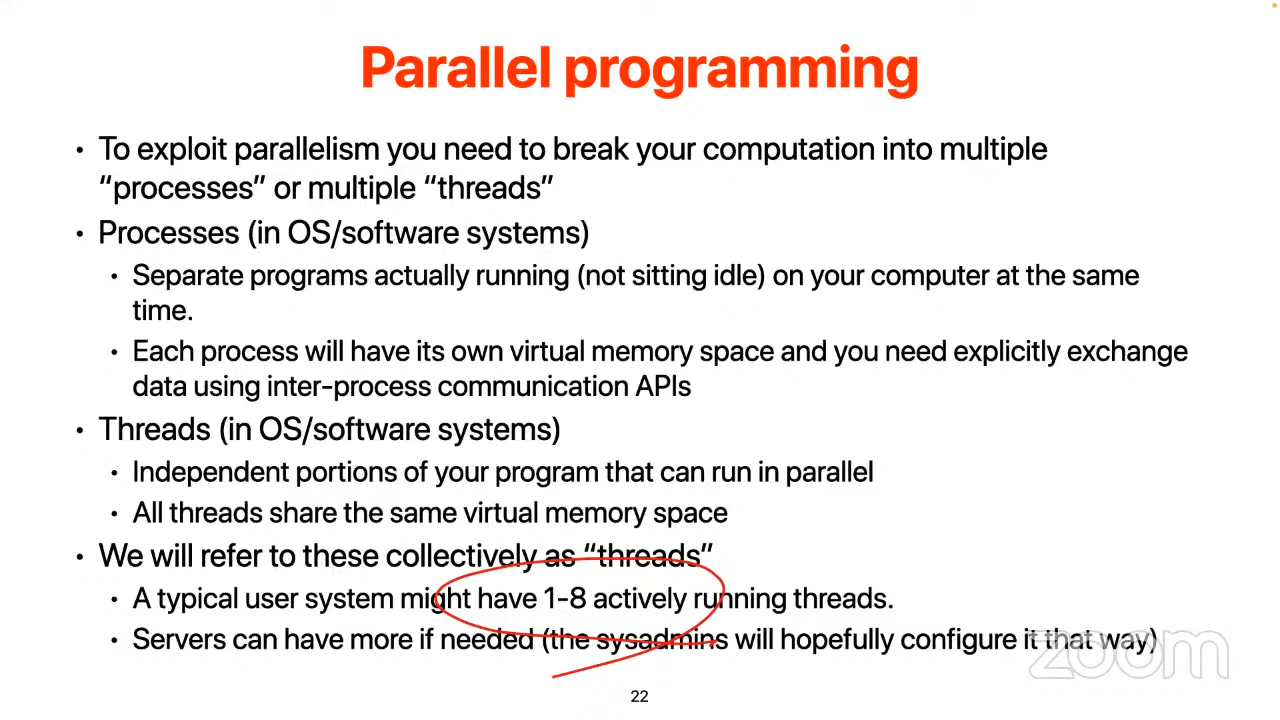 Parallel programming
• To exploit parallelism you need to break your computation into multiple
“processes” or multiple “threads”
• Processes (in OS/software systems)
• Separate programs actually running (not sitting idle) on your computer at the same
time.
• Each process will have its own virtual memory space and you need explicitly exchange
data using inter-process communication APIs
• Threads (in OS/software systems)
• Independent portions of your program that can run in parallel
• All threads share the same virtual memory space
• We will refer to these collectively as “threads”
• A typical user system might have 1-8 actively running threads.
• Servers can have more if needed (the sysadmins will hopefully configure it that way)
zoom
22